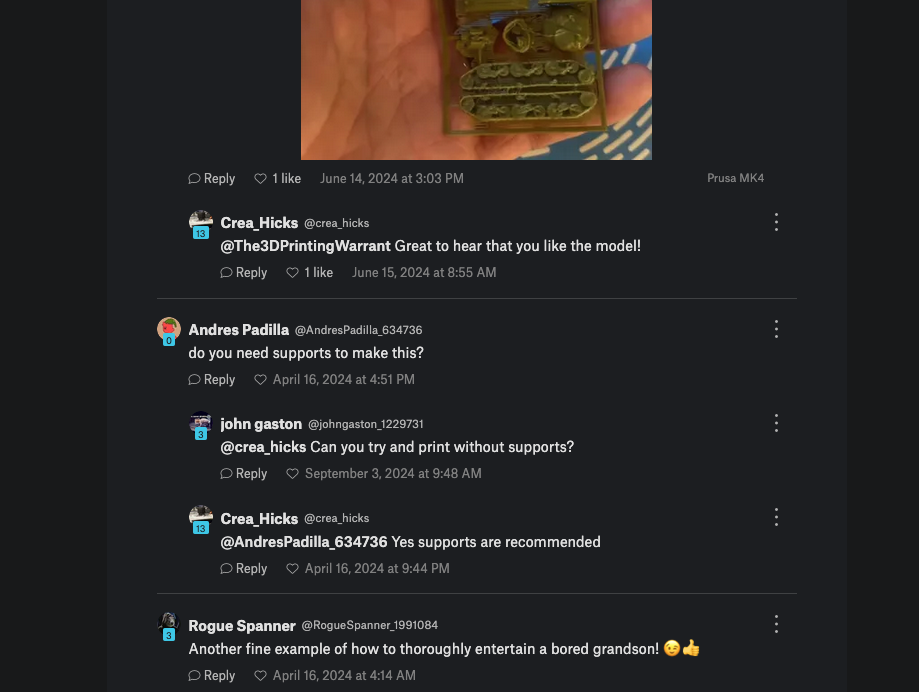 Reply 1 like June 14, 2024 at 3:03 PM Prusa MK4
Crea_Hicks @crea_hicks
13
@The3DPrintingWarrant Great to hear that you like the model!
Reply 1 like June 15, 2024 at 8:55 AM
Andres Padilla @AndresPadilla_634736
0
do you need supports to make this?
Reply April 16, 2024 at 4:51 PM
john gaston @johngaston_1229731
3
@crea_hicks Can you try and print without supports?
Reply September 3, 2024 at 9:48 AM
Crea_Hicks @crea_hicks
13
@AndresPadilla_634736 Yes supports are recommended
Reply April 16, 2024 at 9:44 PM
Rogue Spanner @RogueSpanner_1991084
3
Another fine example of how to thoroughly entertain a bored grandson! 😉👍
Reply April 16, 2024 at 4:14 AM